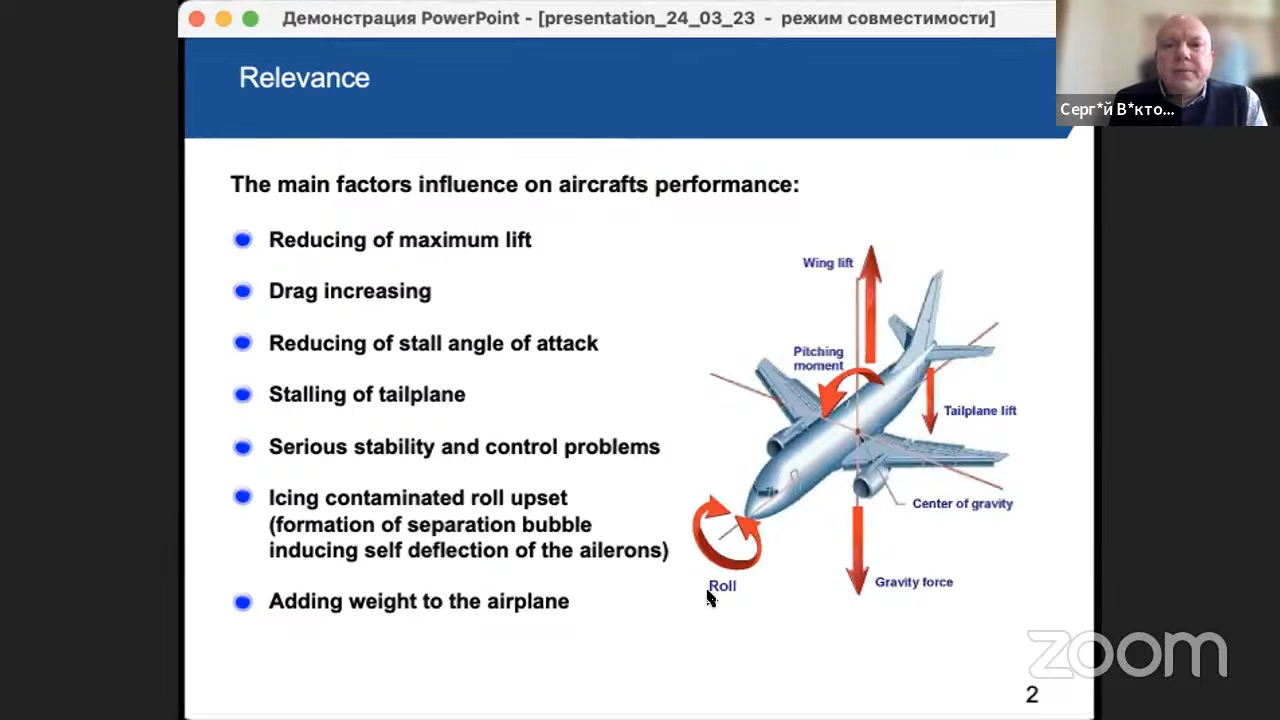 Демонстрация PowerPoint - [presentation_24_03_23 - режим совместимости]
Relevance
Серг*й В*кто...
The main factors influence on aircrafts performance:
Reducing of maximum lift
Drag increasing
Reducing of stall angle of attack
Stalling of tailplane
Serious stability and control problems
Icing contaminated roll upset
(formation of separation bubble
inducing self deflection of the ailerons)
Adding weight to the airplane
Wing lift
Pitching
moment
Tailplane lift
Center of gravity
Gravity force
Roll
zoom
2